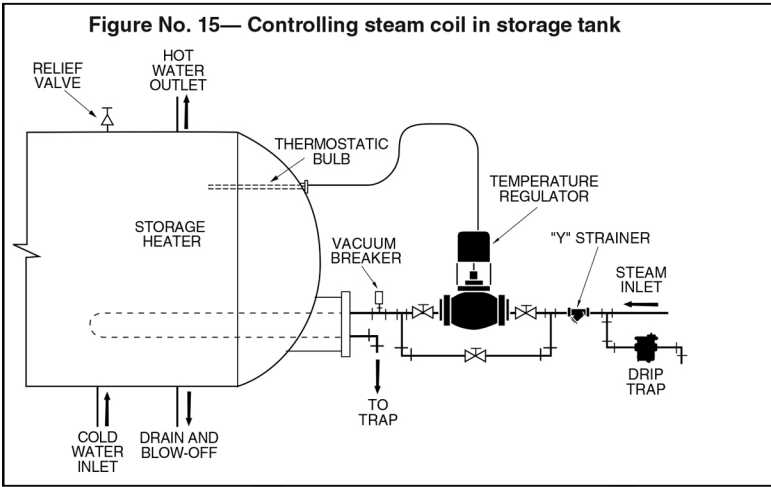 Figure No. 15— Controlling steam coil in storage tank
RELIEF
VALVE
HOT
WATER
OUTLET
THERMOSTATIC
BULB
TEMPERATURE
REGULATOR
STORAGE
HEATER
VACUUM
BREAKER
"Y" STRAINER
STEAM
INLET
DRIP
TRAP
TO
TRAP
COLD
WATER
INLET
DRAIN AND
BLOW-OFF